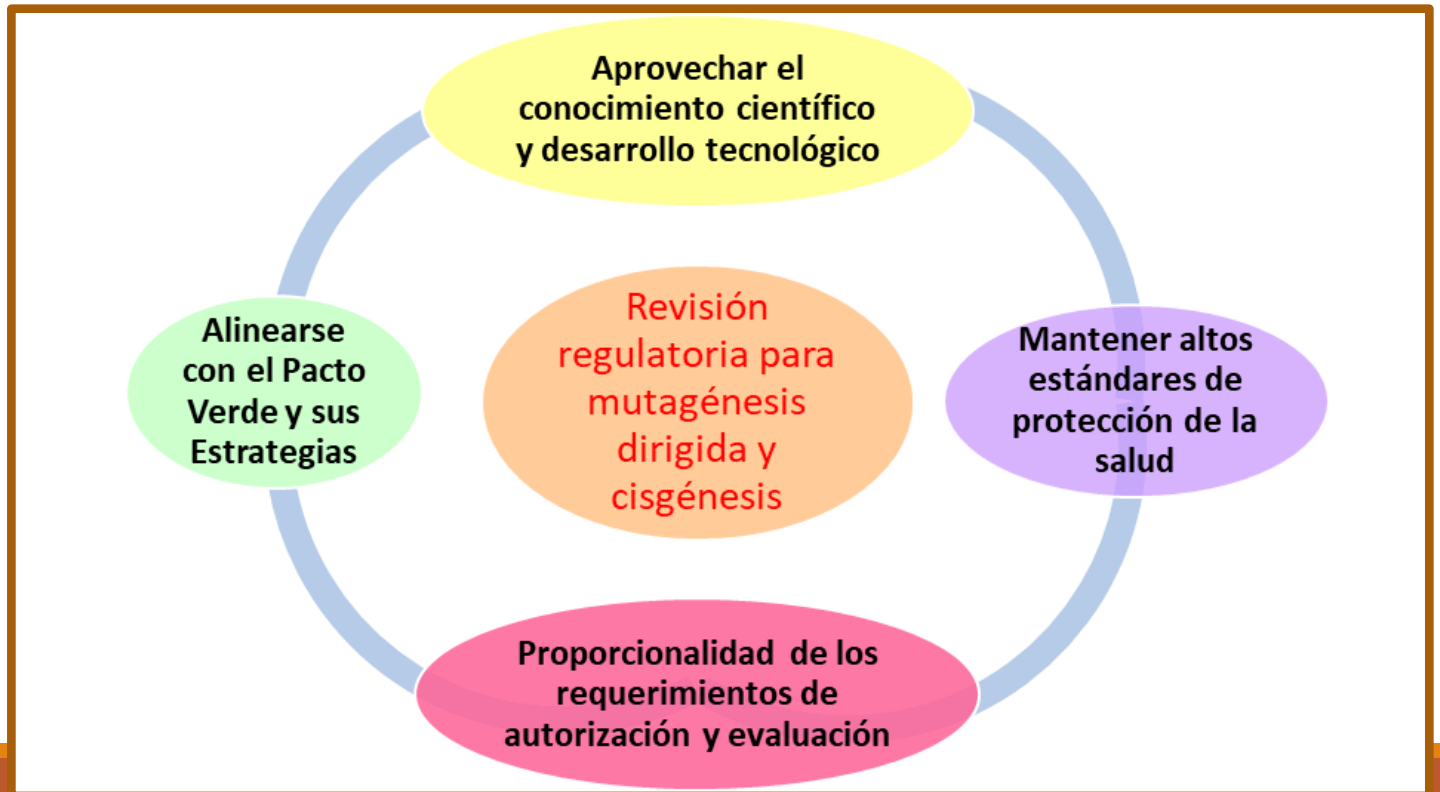 Aprovechar el
conocimiento científico
y desarrollo tecnológico
Alinearse
con el Pacto
Verde y sus
Estrategias
Revisión
regulatoria para
mutagénesis
dirigida y
cisgénesis
Mantener altos
estándares de
protección de la
salud
Proporcionalidad de los
requerimientos de
autorización y evaluación